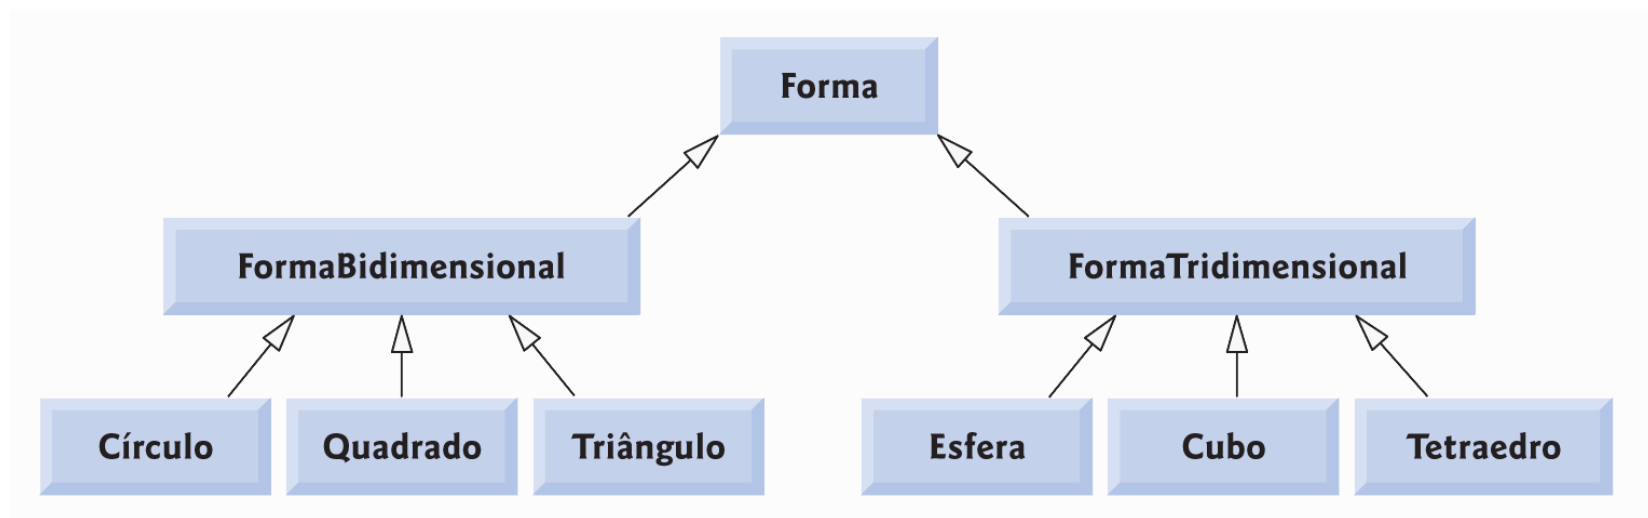 Forma
FormaBidimensional
FormaTridimensional
Círculo
Quadrado
Triângulo
Esfera
Cubo
Tetraedro